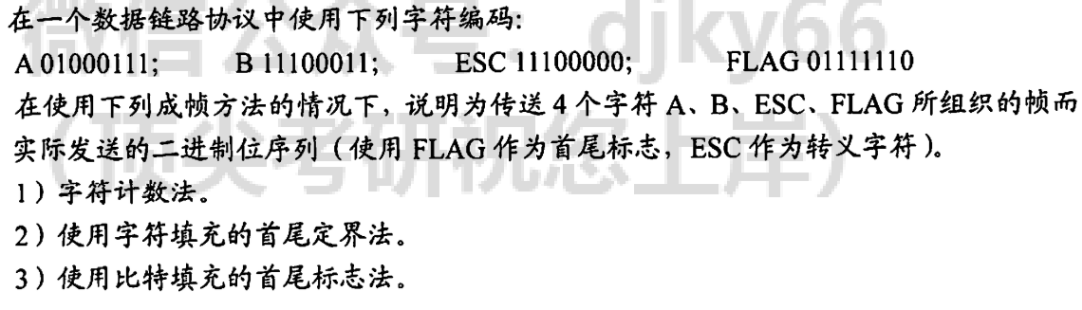 在一个数据链路协议中使用下列字符编码:
A 01000111; B 11100011; ESC 11100000; FLAG 01111110
在使用下列成帧方法的情况下，说明为传送 4 个字符 A、B、ESC、FLAG 所组织的帧而
实际发送的二进制位序列（使用 FLAG 作为首尾标志，ESC 作为转义字符）。
1）字符计数法。
2）使用字符填充的首尾定界法。
3）使用比特填充的首尾标志法。
微信公众号：djky66
（顶尖考研祝您上岸）